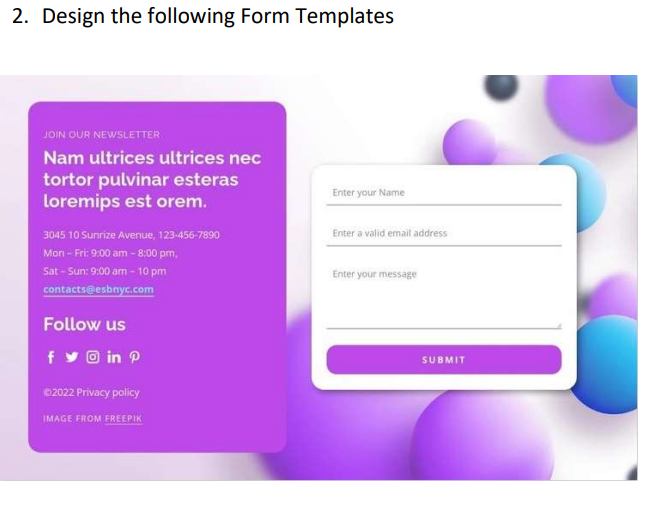 2. Design the following Form Templates
JOIN OUR NEWSLETTER
Nam ultrices ultrices nec
tortor pulvinar esteras
loremips est orem.
3045 10 Sunrize Avenue, 123-456-7890
Mon – Fri: 9:00 am – 8:00 pm,
Sat – Sun: 9:00 am – 10 pm
contacts@esbnyc.com
Follow us
©2022 Privacy policy
IMAGE FROM FREEPIK
Enter your Name
Enter a valid email address
Enter your message
SUBMIT